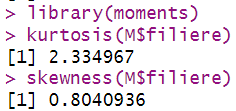 > library(moments)
> kurtosis(M$filiere)
[1] 2.334967
> skewness(M$filiere)
[1] 0.8040936